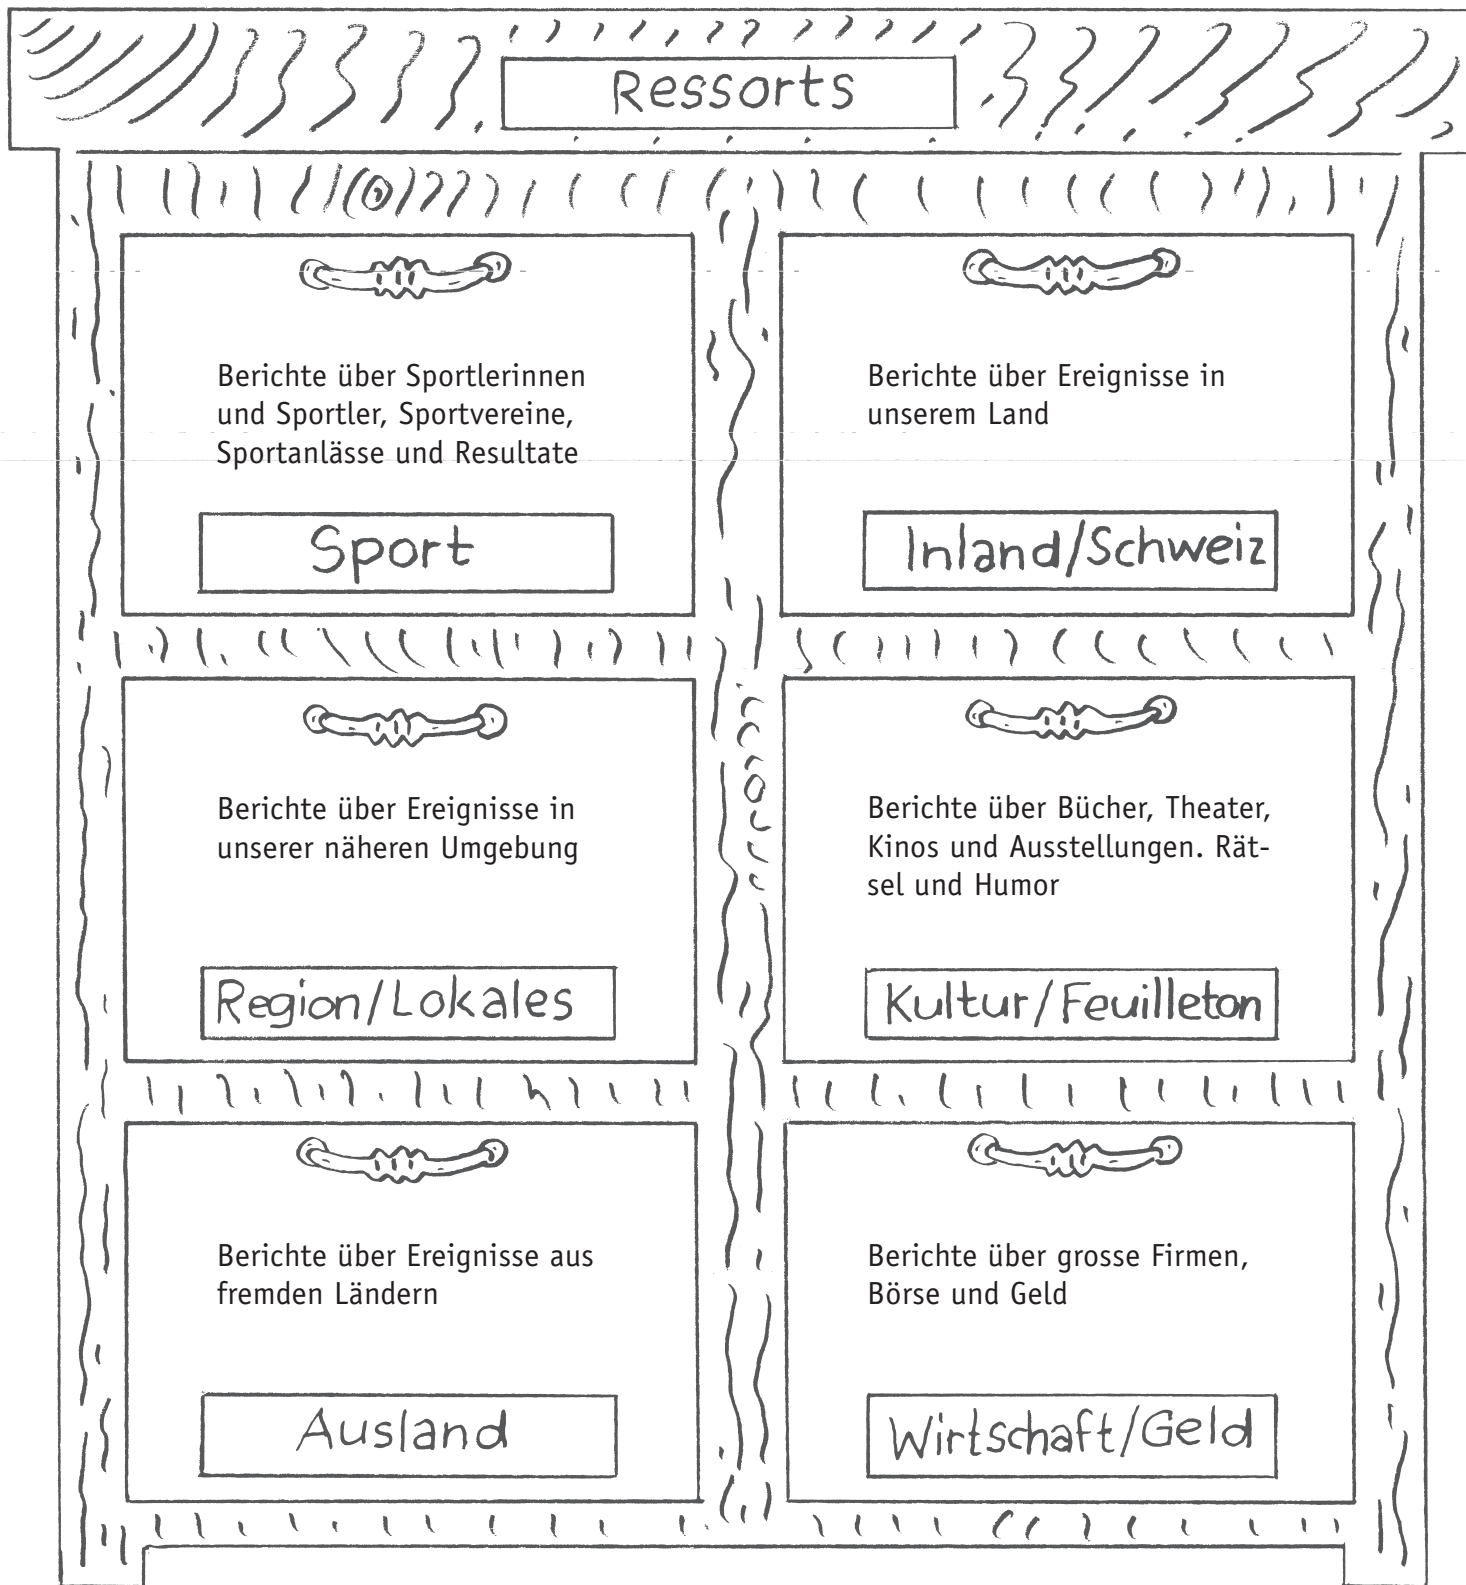 Ressorts
Berichte über Sportlerinnen
und Sportler, Sportvereine,
Sportanlässe und Resultate
Sport
Berichte über Ereignisse in
unserem Land
Inland/Schweiz
Berichte über Ereignisse in
unserer näheren Umgebung
Region/Lokales
Berichte über Bücher, Theater,
Kinos und Ausstellungen. Rät-
sel und Humor
Kultur/Feuilleton
Berichte über Ereignisse aus
fremden Ländern
Ausland
Berichte über grosse Firmen,
Börse und Geld
Wirtschaft/Geld